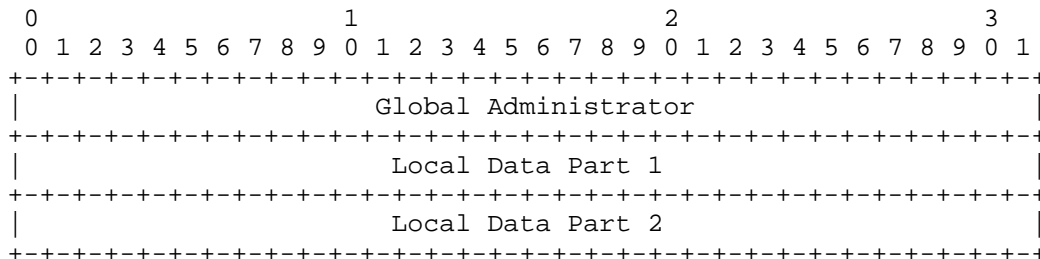 0                   1                   2                   3
 0 1 2 3 4 5 6 7 8 9 0 1 2 3 4 5 6 7 8 9 0 1 2 3 4 5 6 7 8 9 0 1
+-+-+-+-+-+-+-+-+-+-+-+-+-+-+-+-+-+-+-+-+-+-+-+-+-+-+-+-+-+-+-+-+
|                      Global Administrator                     |
+-+-+-+-+-+-+-+-+-+-+-+-+-+-+-+-+-+-+-+-+-+-+-+-+-+-+-+-+-+-+-+-+
|                       Local Data Part 1                       |
+-+-+-+-+-+-+-+-+-+-+-+-+-+-+-+-+-+-+-+-+-+-+-+-+-+-+-+-+-+-+-+-+
|                       Local Data Part 2                       |
+-+-+-+-+-+-+-+-+-+-+-+-+-+-+-+-+-+-+-+-+-+-+-+-+-+-+-+-+-+-+-+-+